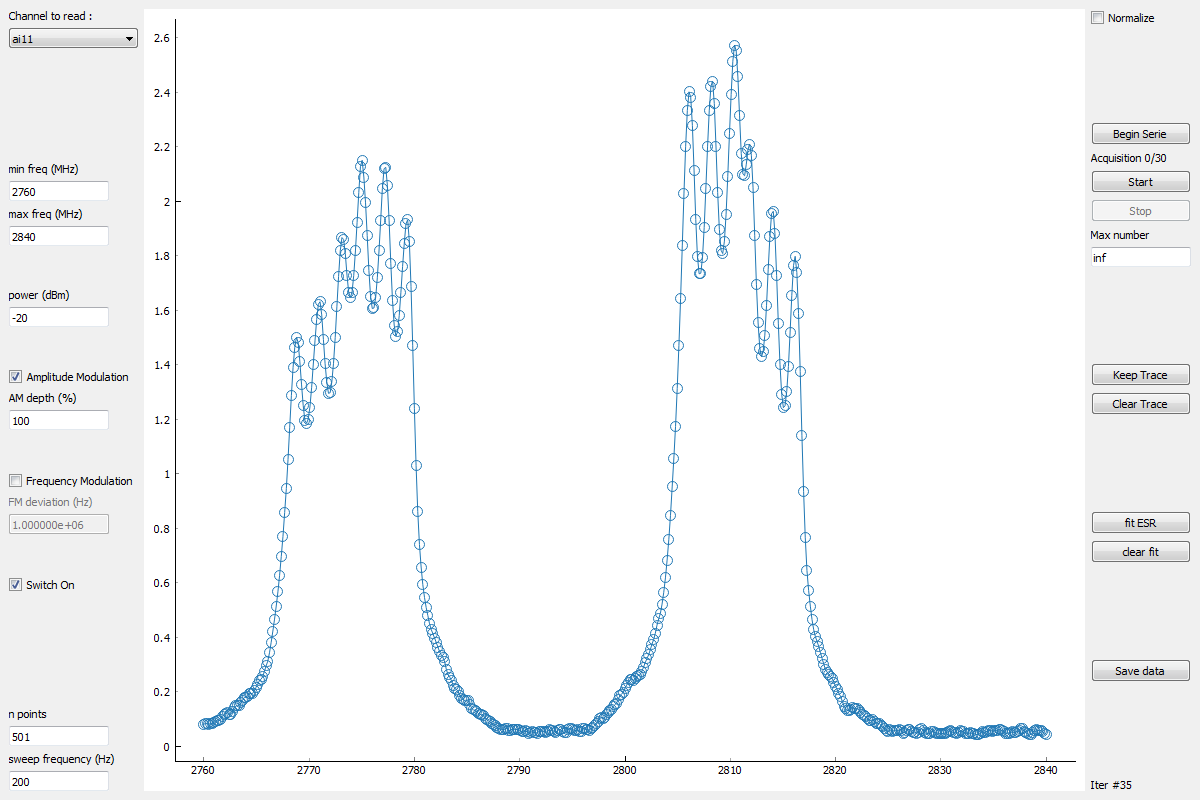 Channel to read :
ai11
min freq (MHz)
2760
max freq (MHz)
2840
power (dBm)
-20
Amplitude Modulation
AM depth (%)
100
Frequency Modulation
FM deviation (Hz)
1.000000e+06
Switch On
n points
501
sweep frequency (Hz)
200
2.6
2.4
2.2
2
1.8
1.6
1.4
1.2
1
0.8
0.6
0.4
0.2
0
2760 2770 2780 2790 2800 2810 2820 2830 2840
Normalize
Begin Serie
Acquisition 0/30
Start
Stop
Max number
inf
Keep Trace
Clear Trace
fit ESR
clear fit
Save data
Iter #35